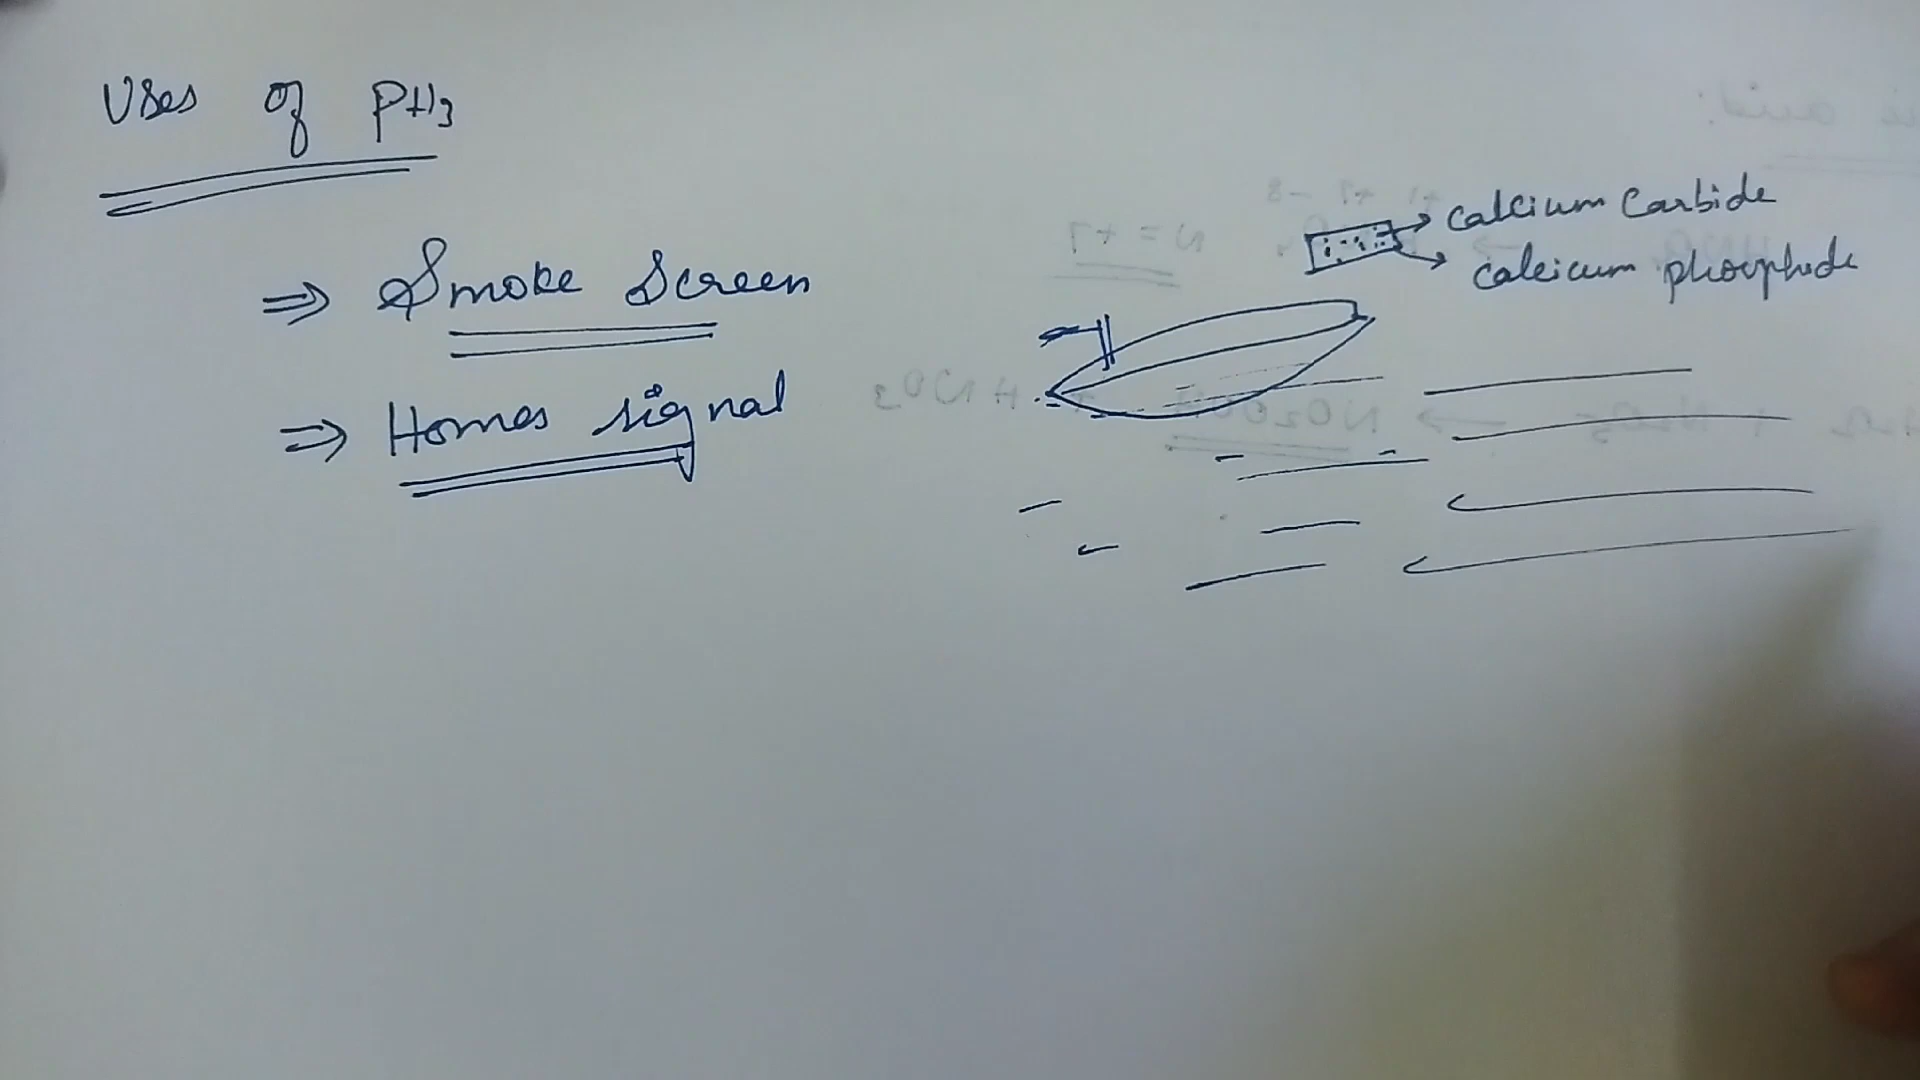 Uses of PH3
⇒ Smoke Screen
⇒ Homes signal
→ calcium Carbide
→ calcium phosphide